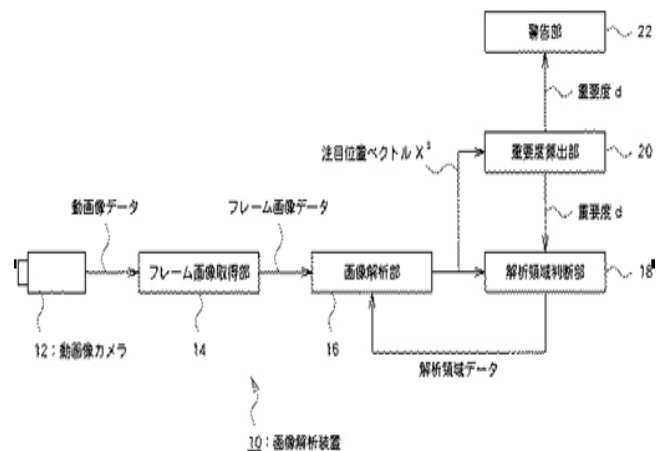 警告部
22
重要度 d
注目位置ベクトル X s
重要度算出部
20
動画像データ
フレーム画像データ
重要度 d
フレーム画像取得部
画像解析部
解析領域判断部
18
12：動画像カメラ
14
16
解析領域データ
10：画像解析装置